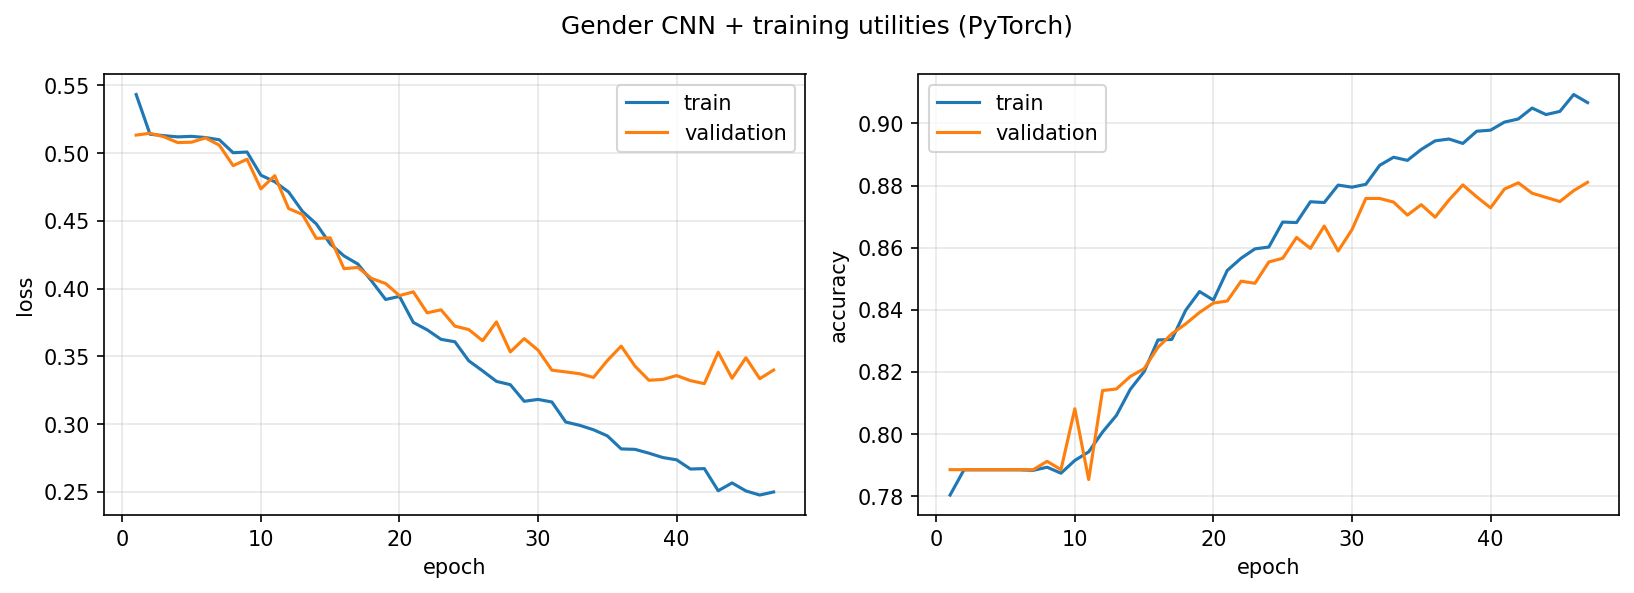 Gender CNN + training utilities (PyTorch)
train
validation
loss
0.55
0.50
0.45
0.40
0.35
0.30
0.25
0
10
20
30
40
epoch
train
validation
accuracy
0.90
0.88
0.86
0.84
0.82
0.80
0.78
0
10
20
30
40
epoch